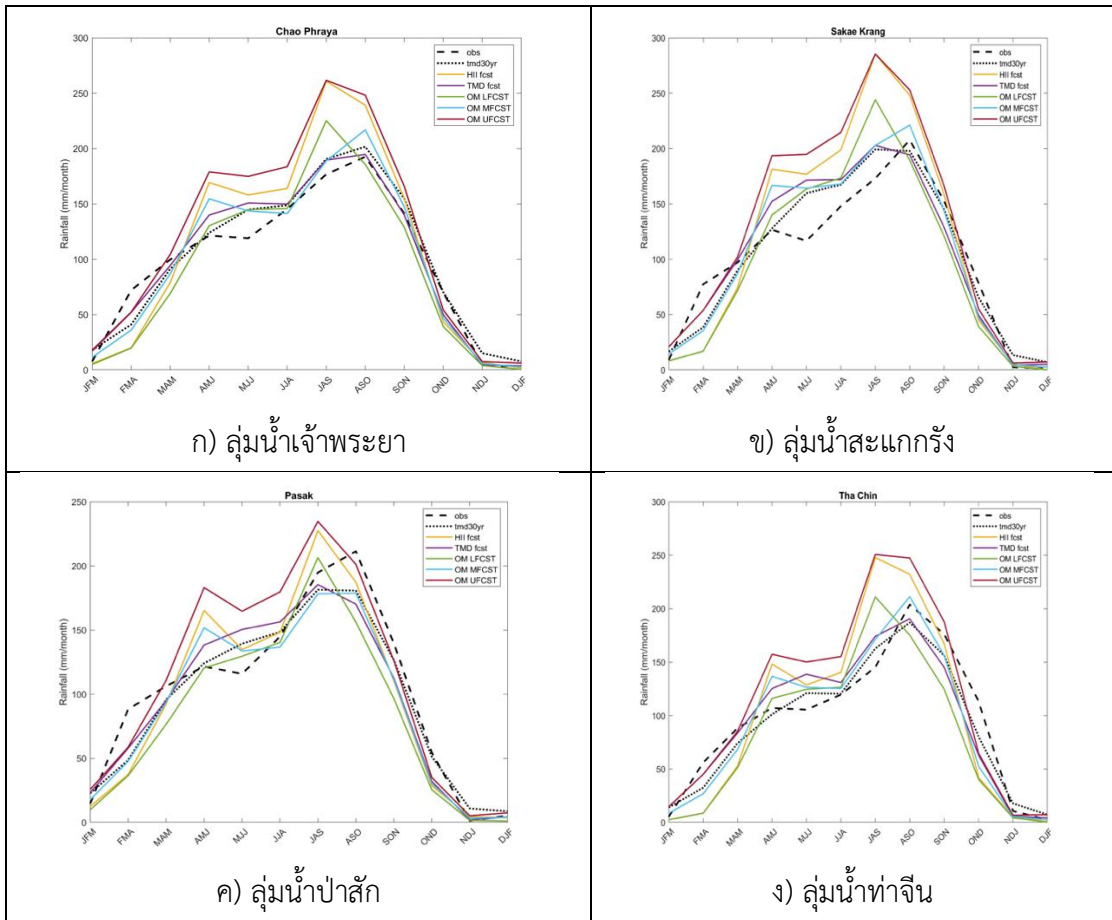 Chao Phraya
300
250
200
150
100
50
0
Rainfall (mm/month)
obs
tmd30yr
HII fcst
TMD fcst
OM LFCST
OM MFCST
OM UFCST
JFM FMA MAM AMJ MJJ JJA JAS ASO SON OND NDJ DJF
ก) ลุ่มน้ำเจ้าพระยา
Sakae Krang
300
250
200
150
100
50
0
Rainfall (mm/month)
obs
tmd30yr
HII fcst
TMD fcst
OM LFCST
OM MFCST
OM UFCST
JFM FMA MAM AMJ MJJ JJA JAS ASO SON OND NDJ DJF
ข) ลุ่มน้ำสะแกกรัง
Pasak
250
200
150
100
50
0
Rainfall (mm/month)
obs
tmd30yr
HII fcst
TMD fcst
OM LFCST
OM MFCST
OM UFCST
JFM FMA MAM AMJ MJJ JJA JAS ASO SON OND NDJ DJF
ค) ลุ่มน้ำป่าสัก
Tha Chin
300
250
200
150
100
50
0
Rainfall (mm/month)
obs
tmd30yr
HII fcst
TMD fcst
OM LFCST
OM MFCST
OM UFCST
JFM FMA MAM AMJ MJJ JJA JAS ASO SON OND NDJ DJF
ง) ลุ่มน้ำท่าจีน